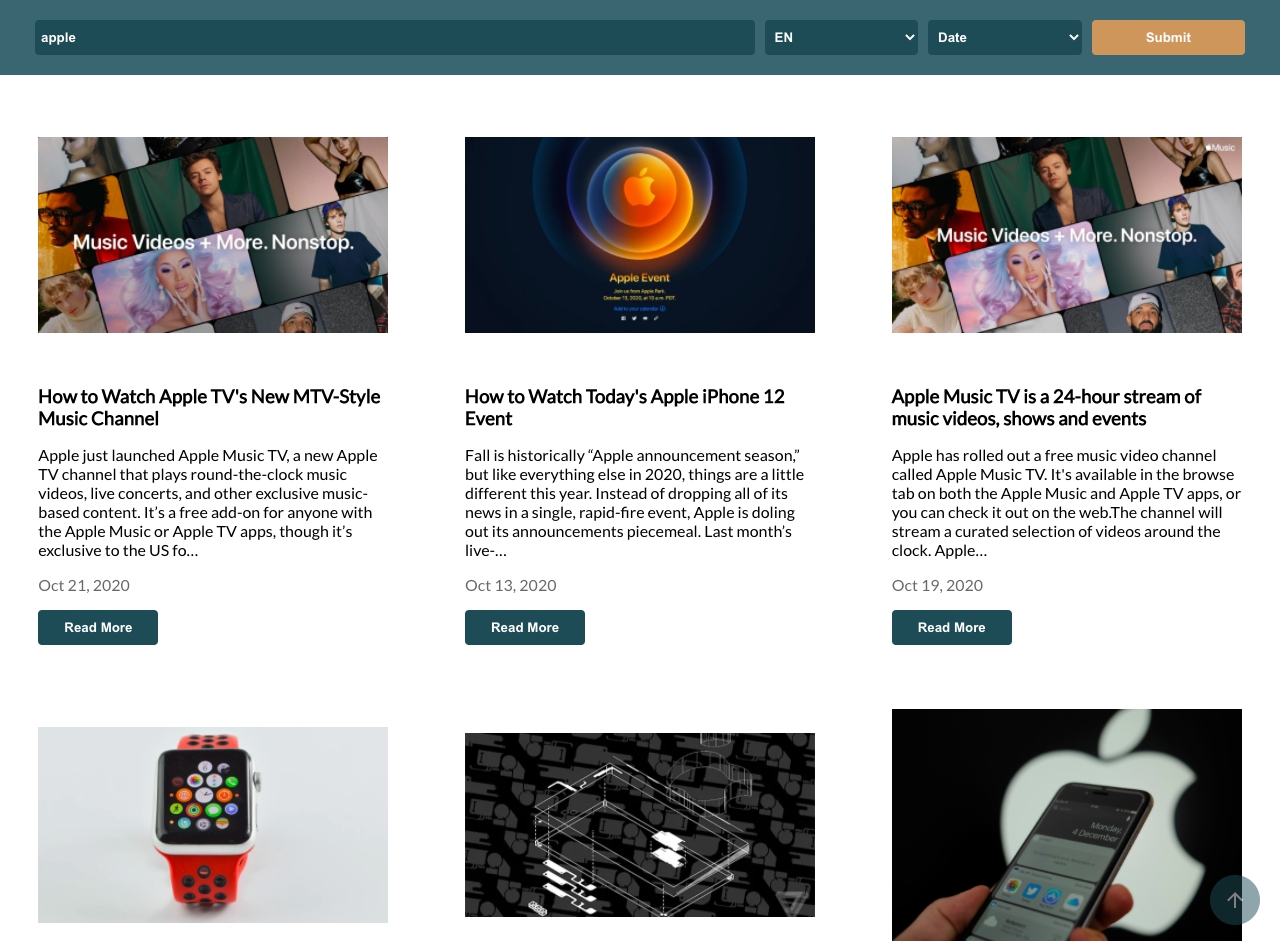 apple
EN
Date
Submit
Music Videos + More. Nonstop.
Apple Event
Join us from Apple Park.
October 13, 2020, at 10 a.m. PDT.
Add to your calendar
Music
Music Videos + More. Nonstop.
How to Watch Apple TV's New MTV-Style
Music Channel
Apple just launched Apple Music TV, a new Apple
TV channel that plays round-the-clock music
videos, live concerts, and other exclusive music-
based content. It’s a free add-on for anyone with
the Apple Music or Apple TV apps, though it’s
exclusive to the US fo…
Oct 21, 2020
Read More
How to Watch Today's Apple iPhone 12
Event
Fall is historically “Apple announcement season,”
but like everything else in 2020, things are a little
different this year. Instead of dropping all of its
news in a single, rapid-fire event, Apple is doling
out its announcements piecemeal. Last month’s
live-…
Oct 13, 2020
Read More
Apple Music TV is a 24-hour stream of
music videos, shows and events
Apple has rolled out a free music video channel
called Apple Music TV. It's available in the browse
tab on both the Apple Music and Apple TV apps, or
you can check it out on the web.The channel will
stream a curated selection of videos around the
clock. Apple…
Oct 19, 2020
Read More
Monday,
4 December